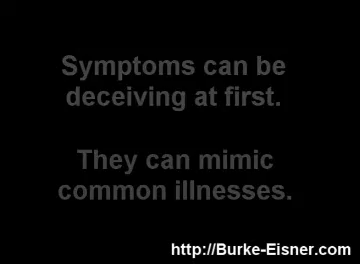 Symptoms can be
deceiving at first.
They can mimic
common illnesses.
http://Burke-Eisner.com